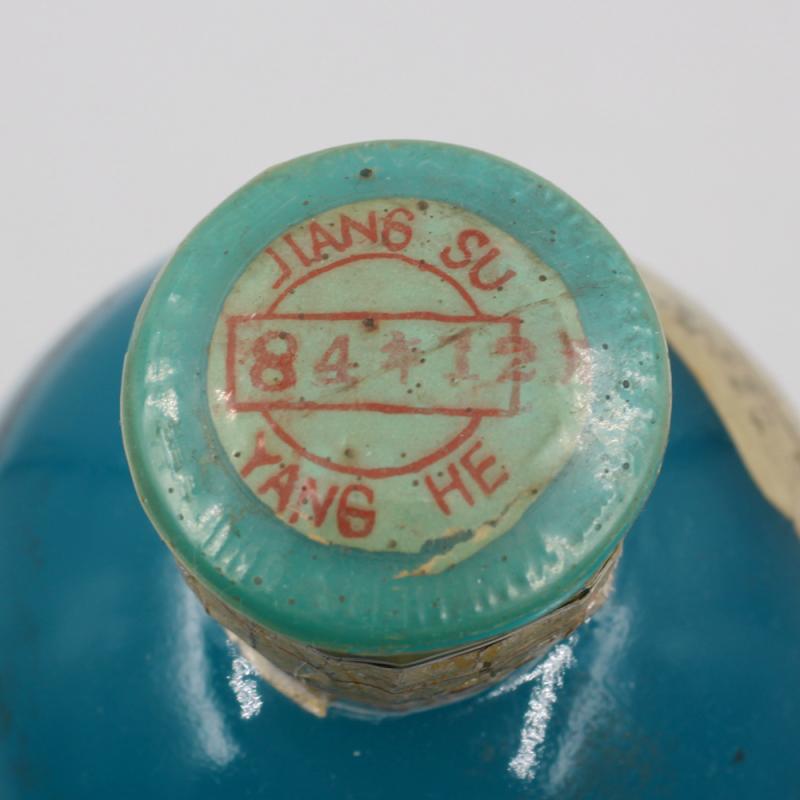 JIANG SU
84*12
YANG HE